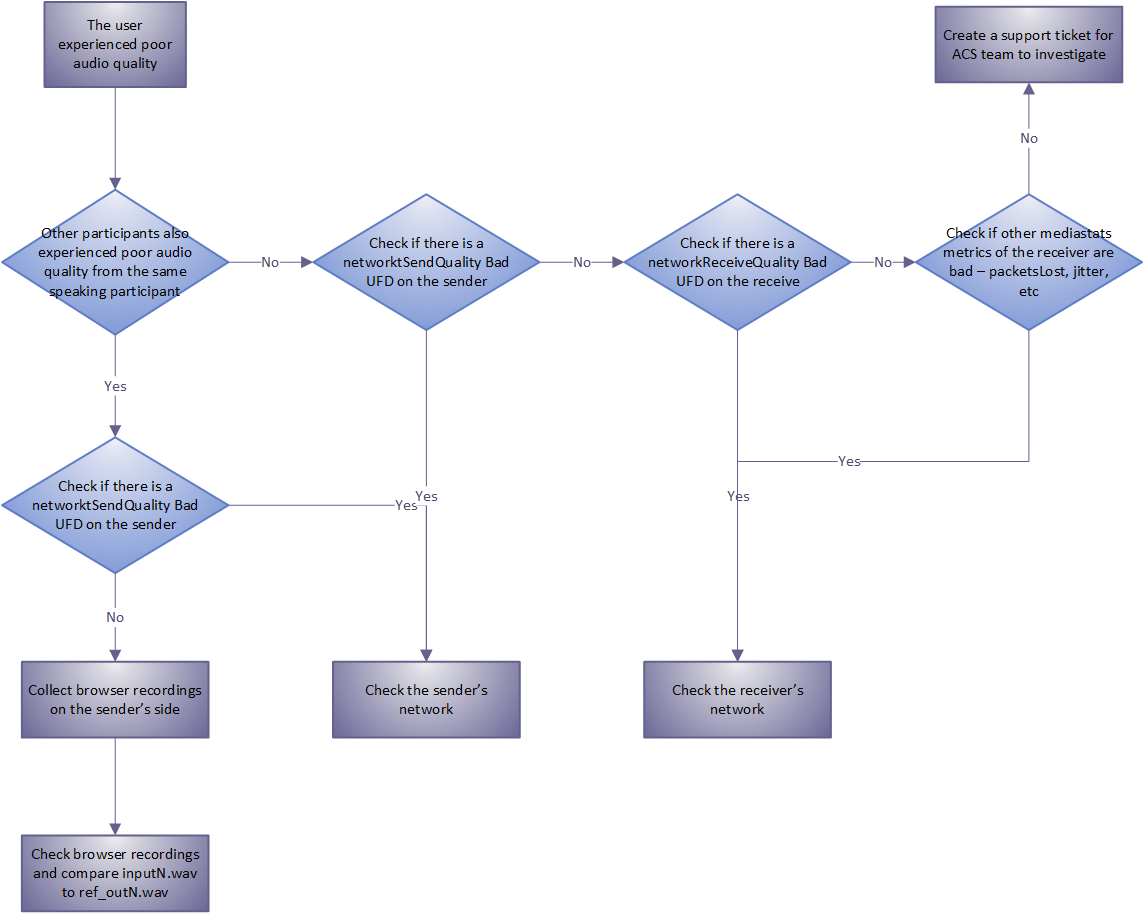 The user
experienced poor
audio quality
Create a support ticket for
ACS team to investigate
No
Other participants also
experienced poor audio
quality from the same
speaking participant
No
Check if there is a
networktSendQuality Bad
UFD on the sender
No
Check if there is a
networkReceiveQuality Bad
UFD on the receive
No
Check if other mediastats
metrics of the receiver are
bad – packetsLost, jitter,
etc
Yes
Yes
Check if there is a
networktSendQuality Bad
UFD on the sender
Yes
Yes
Yes
No
Collect browser recordings
on the sender’s side
Check the sender’s
network
Check the receiver’s
network
Check browser recordings
and compare inputN.wav
to ref_outN.wav